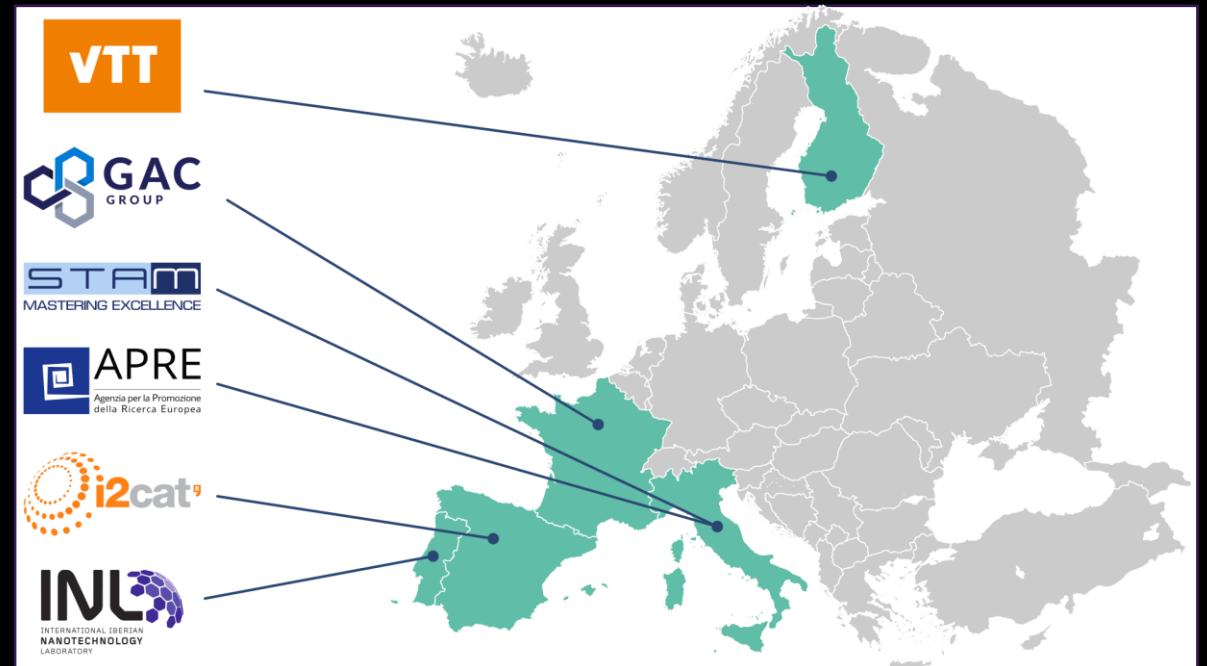 VTT
GAC
GROUP
STAM
MASTERING EXCELLENCE
APRE
Agenzia per la Promozione
della Ricerca Europea
i2cat
INL
INTERNATIONAL IBERIAN
NANOTECHNOLOGY
LABORATORY